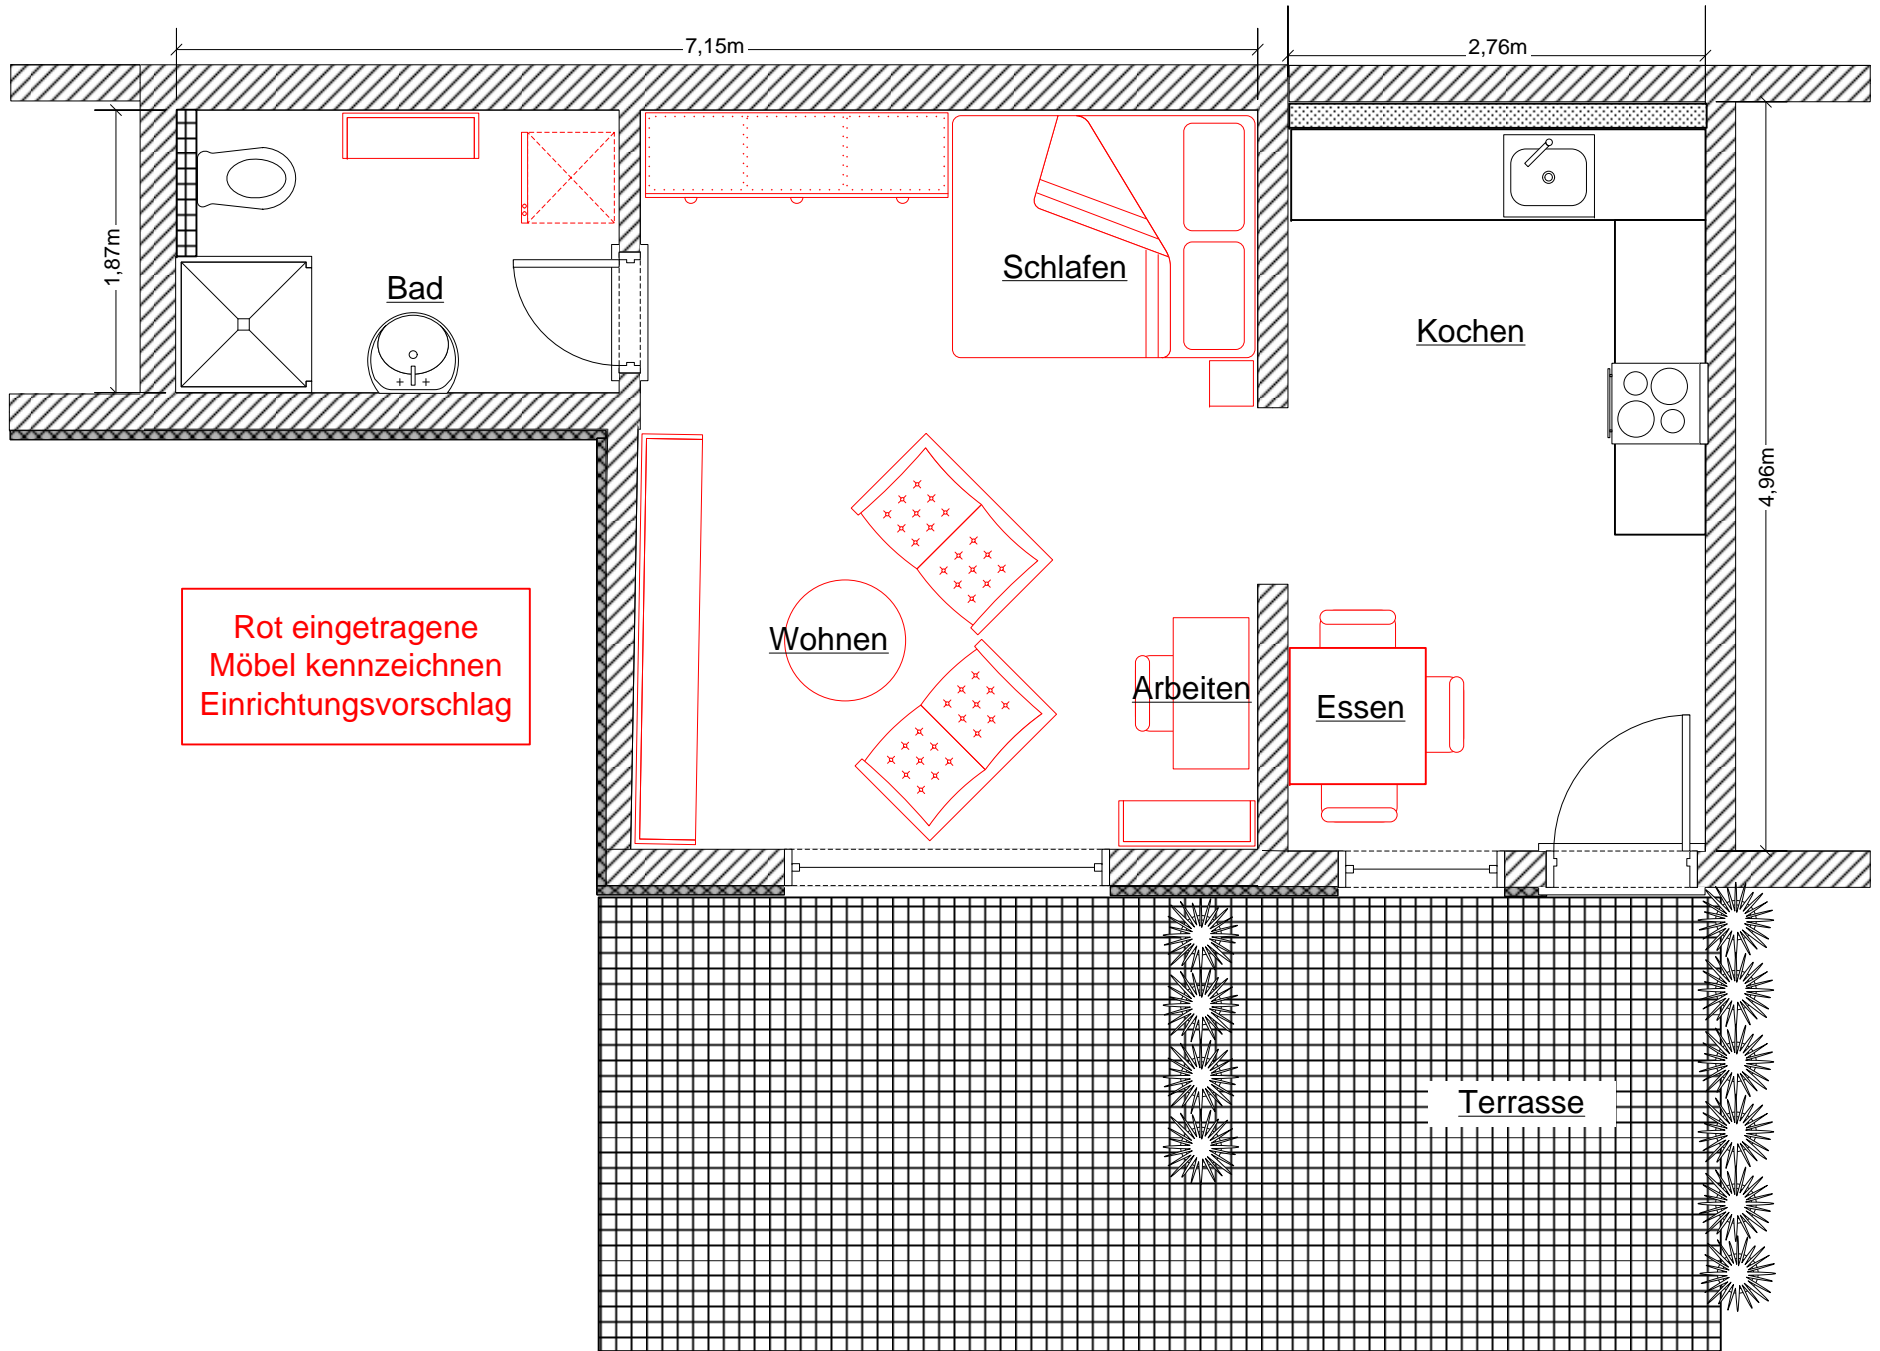 7,15m
2,76m
1,87m
Bad
Schlafen
Kochen
4,96m
Rot eingetragene
Möbel kennzeichnen
Einrichtungsvorschlag
Wohnen
Arbeiten
Essen
Terrasse